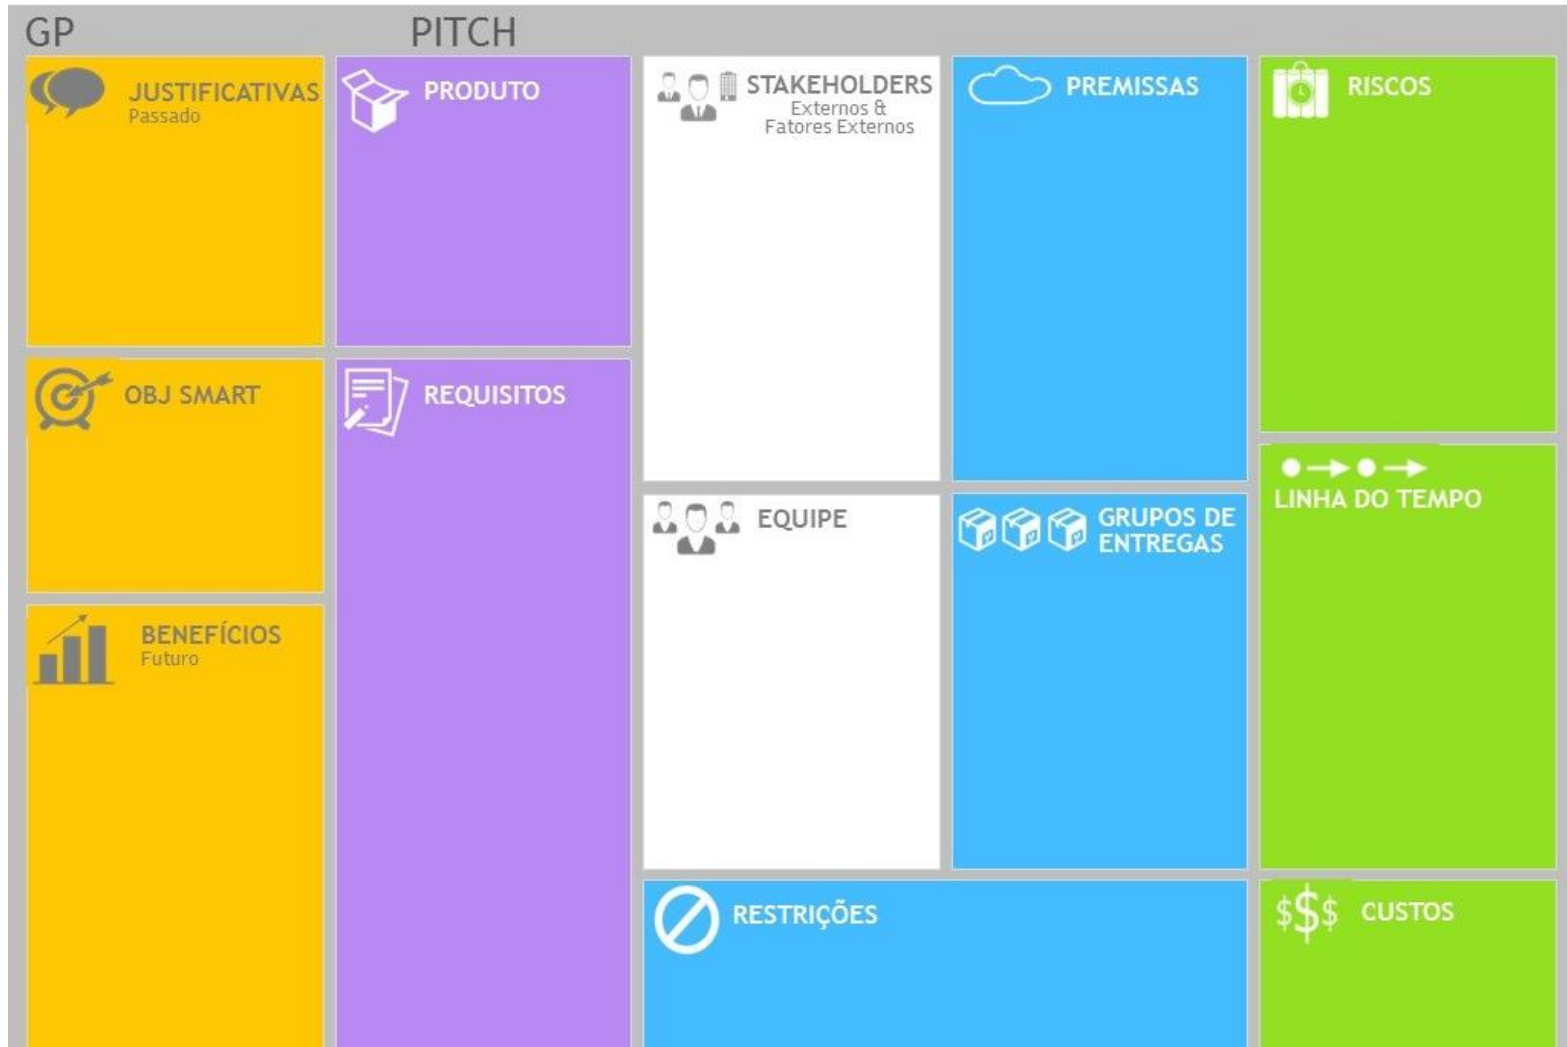 GP
PITCH
JUSTIFICATIVAS
Passado
OBJ SMART
BENEFÍCIOS
Futuro
PRODUTO
REQUISITOS
STAKEHOLDERS
Externos &
Fatores Externos
EQUIPE
PREMISSAS
GRUPOS DE
ENTREGAS
RESTRIÇÕES
RISCOS
LINHA DO TEMPO
$$$ CUSTOS